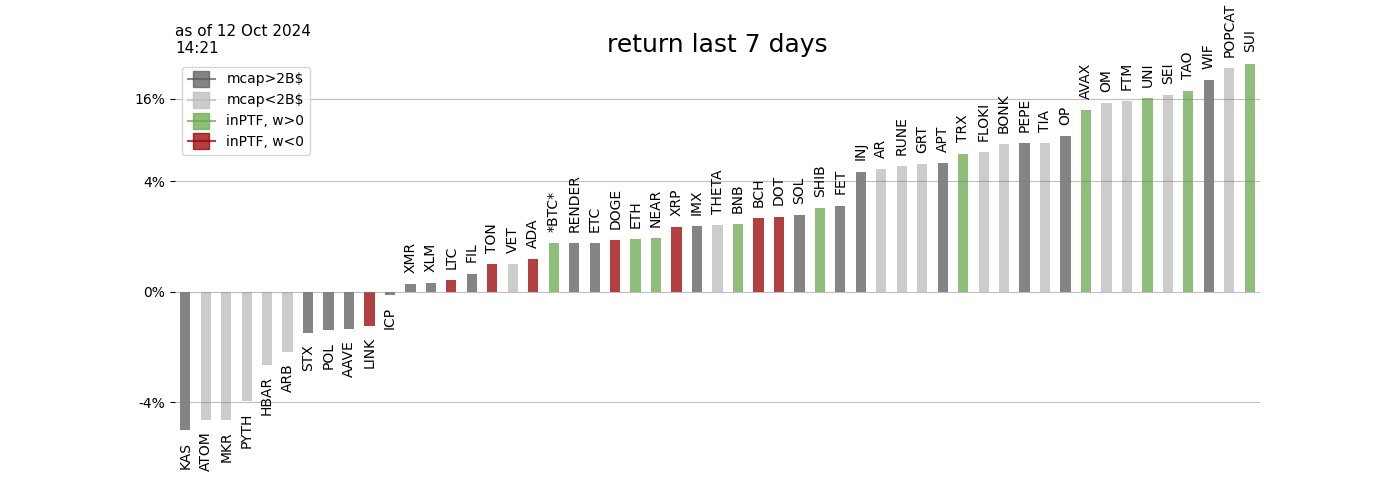 as of 12 Oct 2024
14:21
return last 7 days
mcap>2B$
mcap<2B$
inPTF, w>0
inPTF, w<0
16%
4%
0%
-4%
KAS
ATOM
MKR
PYTH
HBAR
ARB
STX
POL
AAVE
LINK
ICP
XMR
XLM
LTC
FIL
TON
VET
ADA
*BTC*
RENDER
ETC
DOGE
ETH
NEAR
XRP
IMX
THETA
BNB
BCH
DOT
SOL
SHIB
FET
INJ
AR
RUNE
GRT
APT
TRX
FLOKI
BONK
PEPE
TIA
OP
AVAX
OM
FTM
UNI
SEI
TAO
WIF
POPCAT
SUI